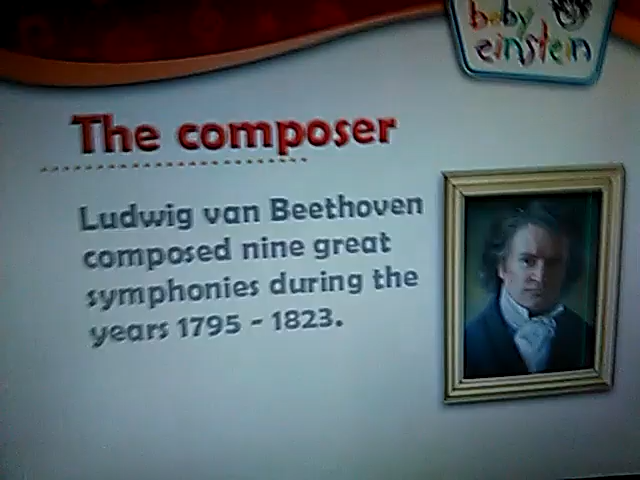 baby
einstein
The composer
Ludwig van Beethoven
composed nine great
symphonies during the
years 1795 - 1823.